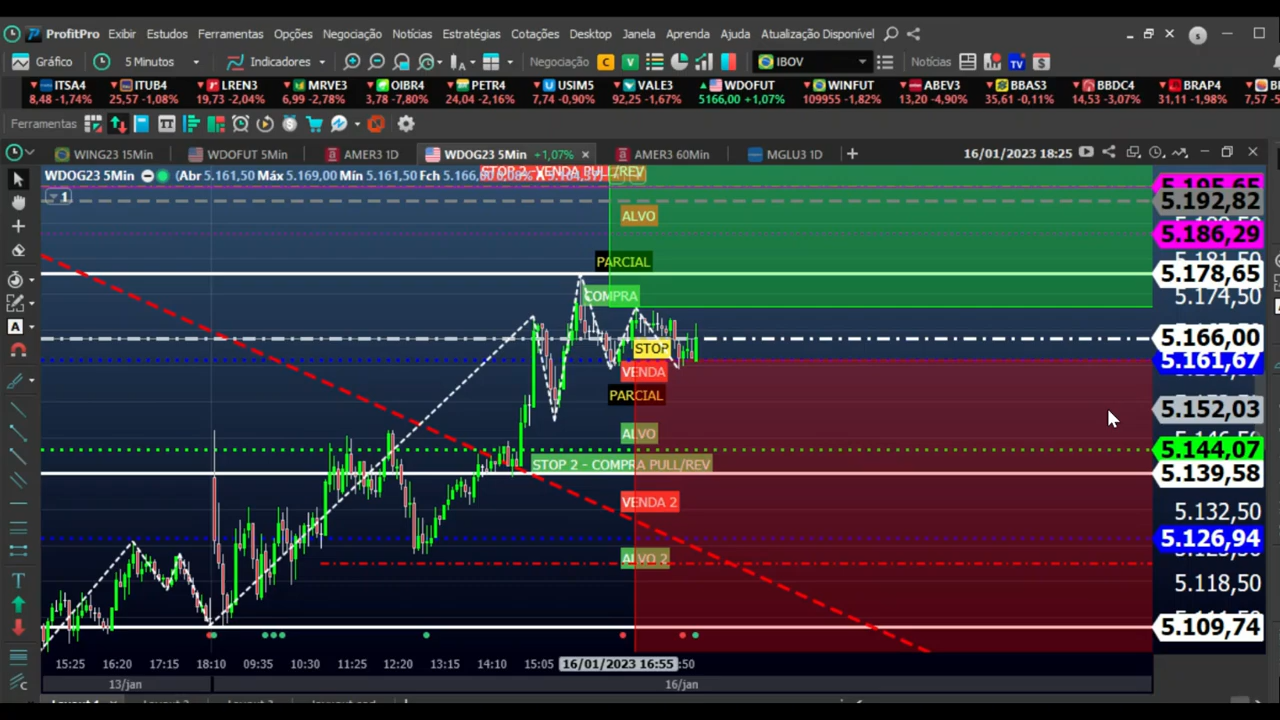 ProfitPro Exibir Estudos Ferramentas Opções Negociação Notícias Estratégias Cotações Desktop Janela Aprenda Ajuda Atualização Disponível
Gráfico 5 Minutos Indicadores Negociação C V IBOV Notícias TV $
ITSA4 ITUB4 LREN3 MRVE3 OIBR4 PETR4 USIM5 VALE3 WDOFUT WINFUT ABEV3 BBAS3 BBDC4 BRAP4
8,48 -1,74% 25,57 -1,08% 19,73 -2,04% 6,99 -2,78% 3,78 -7,80% 24,04 -2,16% 7,74 -0,90% 92,25 -1,67% 5166,00 +1,07% 109955 -1,82% 13,20 -4,90% 35,61 -0,11% 14,53 -3,07% 31,11 -1,98% 7,57
Ferramentas
WING23 15Min WDOFUT 5Min AMER3 1D WDOG23 5Min +1,07% AMER3 60Min MGLU3 1D 16/01/2023 18:25
WDOG23 5Min (Abr 5.161,50 Máx 5.169,00 Mín 5.161,50 Fch 5.166,
STOP 2 - VENDA PULL/REV
1
5.195,65
5.192,82
ALVO
5.186,29
PARCIAL
5.178,65
COMPRA
5.174,50
5.166,00
STOP
5.161,67
VENDA
PARCIAL
5.152,03
ALVO
5.144,07
STOP 2 - COMPRA PULL/REV
5.139,58
VENDA 2
5.132,50
5.126,94
ALVO 2
5.118,50
5.109,74
15:25 16:20 17:15 18:10 09:35 10:30 11:25 12:20 13:15 14:10 15:05 16/01/2023 16:55 :50
13/jan 16/jan